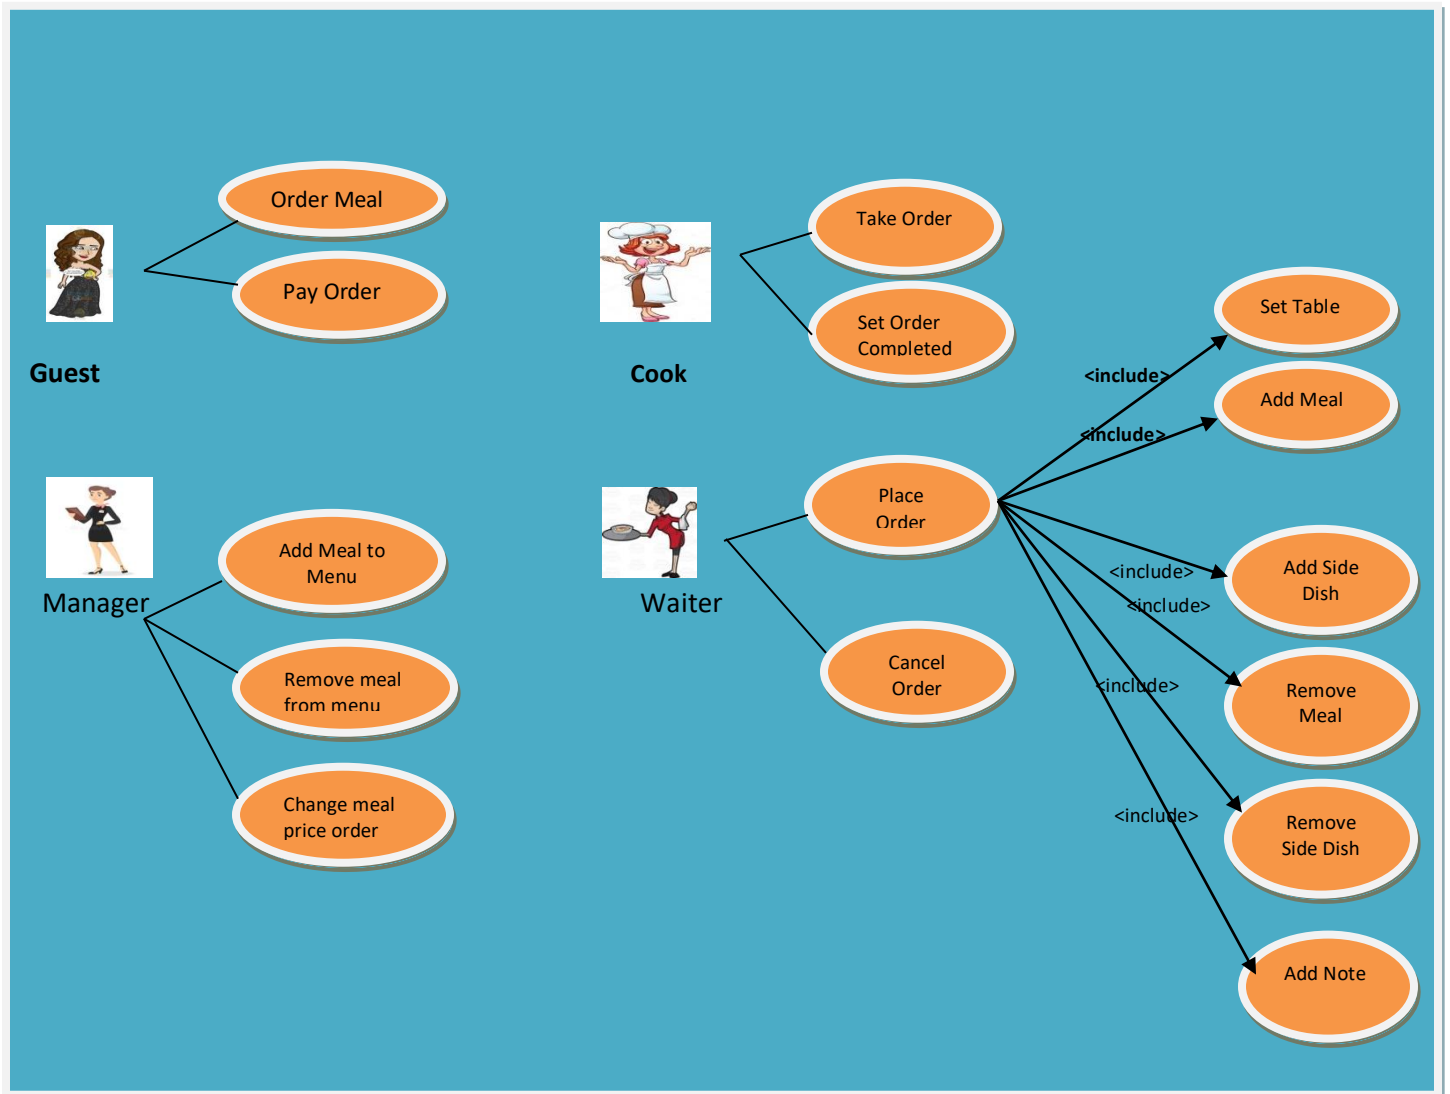 Order Meal
Pay Order
Guest
Take Order
Set Order
Completed
Cook
Set Table
<include>
Add Meal
<include>
Manager
Add Meal to
Menu
Remove meal
from menu
Change meal
price order
Waiter
Place
Order
Cancel
Order
<include>
Add Side
Dish
<include>
Remove
Meal
<include>
Remove
Side Dish
<include>
Add Note